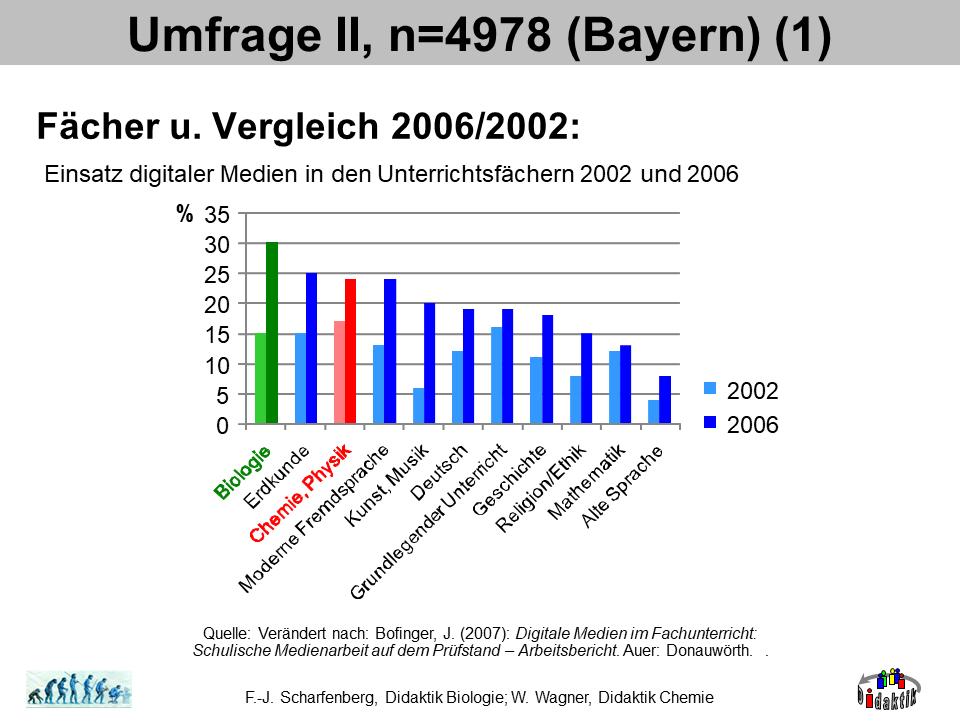 Umfrage II, n=4978 (Bayern) (1)
Fächer u. Vergleich 2006/2002:
Einsatz digitaler Medien in den Unterrichtsfächern 2002 und 2006
%
35
30
25
20
15
10
5
0
2002
2006
Biologie
Erdkunde
Chemie, Physik
Moderne Fremdsprache
Kunst, Musik
Deutsch
Grundlegender Unterricht
Geschichte
Religion/Ethik
Mathematik
Alte Sprache
Quelle: Verändert nach: Bofinger, J. (2007): Digitale Medien im Fachunterricht:
Schulische Medienarbeit auf dem Prüfstand – Arbeitsbericht. Auer: Donauwörth. .
F.-J. Scharfenberg, Didaktik Biologie; W. Wagner, Didaktik Chemie
Didaktik